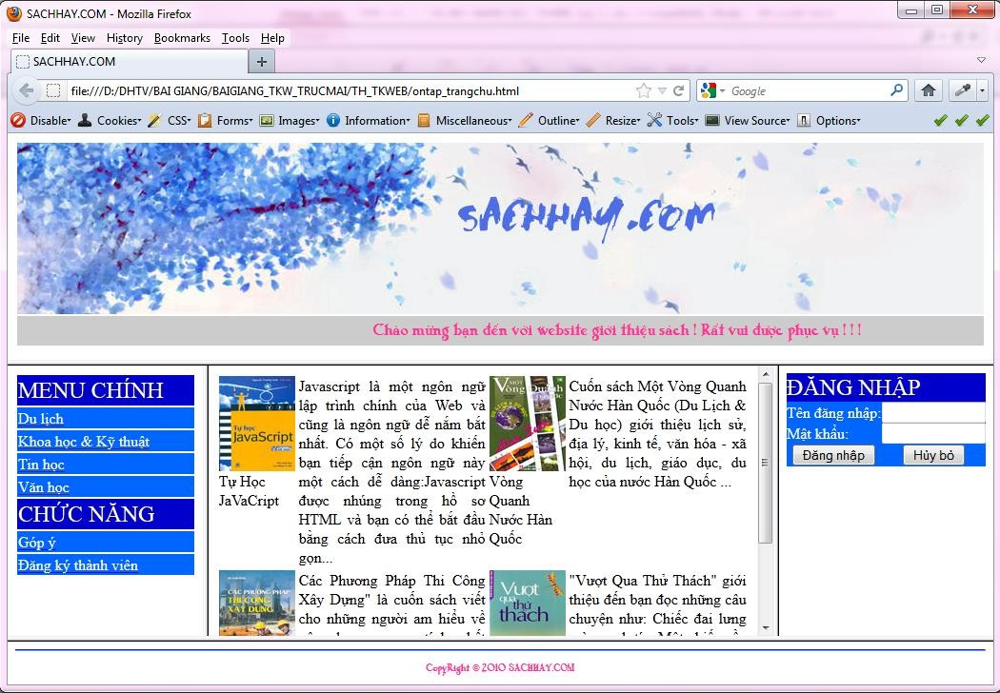 SACHHAY.COM - Mozilla Firefox
File Edit View History Bookmarks Tools Help
SACHHAY.COM
file:///D:/DHTV/BAI GIANG/BAIGIANG_TKW_TRUCMAI/TH_TKWEB/ontap_trangchu.html
Google
Disable Cookies CSS Forms Images Information Miscellaneous Outline Resize Tools View Source Options
SACHHAY.COM
Chào mừng bạn đến với website giới thiệu sách ! Rất vui được phục vụ ! ! !
MENU CHÍNH
Du lịch
Khoa học & Kỹ thuật
Tin học
Văn học
CHỨC NĂNG
Góp ý
Đăng ký thành viên
Tự học
JavaScript
Tự Học
JaVaCript
Javascript là một ngôn ngữ
lập trình chính của Web và
cũng là ngôn ngữ dễ nắm bắt
nhất. Có một số lý do khiến
bạn tiếp cận ngôn ngữ này
một cách dễ dàng:Javascript
được nhúng trong hồ sơ
HTML và bạn có thể bắt đầu
bằng cách đưa thủ tục nhỏ
gọn...
MỘT
Vòng Quanh
Vòng
Quanh
Nước Hàn
Quốc
Cuốn sách Một Vòng Quanh
Nước Hàn Quốc (Du Lịch &
Du học) giới thiệu lịch sử,
địa lý, kinh tế, văn hóa - xã
hội, du lịch, giáo dục, du
học của nước Hàn Quốc ...
CÁC PHƯƠNG PHÁP
THI CÔNG
XÂY DỰNG
Các Phương Pháp Thi Công
Xây Dựng" là cuốn sách viết
cho những người am hiểu về
Vượt
qua
thử
thách
"Vượt Qua Thử Thách" giới
thiệu đến bạn đọc những câu
chuyện như: Chiếc đai lưng
ĐĂNG NHẬP
Tên đăng nhập:
Mật khẩu:
Đăng nhập Hủy bỏ
CopyRight © 2010 SACHHAY.COM